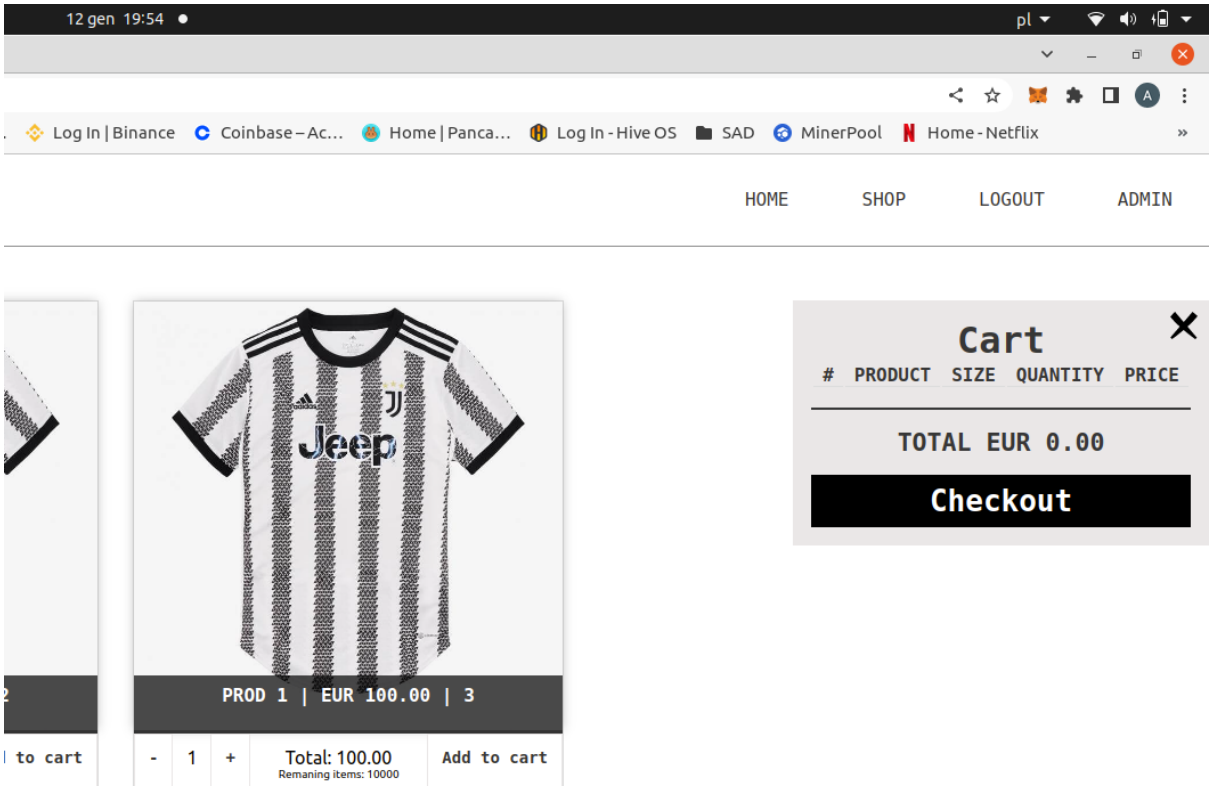 12 gen 19:54
pl
A
Log In | Binance Coinbase – Ac... Home | Panca... Log In - Hive OS SAD MinerPool Home - Netflix »
HOME SHOP LOGOUT ADMIN
Cart
# PRODUCT SIZE QUANTITY PRICE
TOTAL EUR 0.00
Checkout
adidas
Jeep
2
PROD 1 | EUR 100.00 | 3
to cart
- 1 + Total: 100.00 Add to cart
Remaning items: 10000